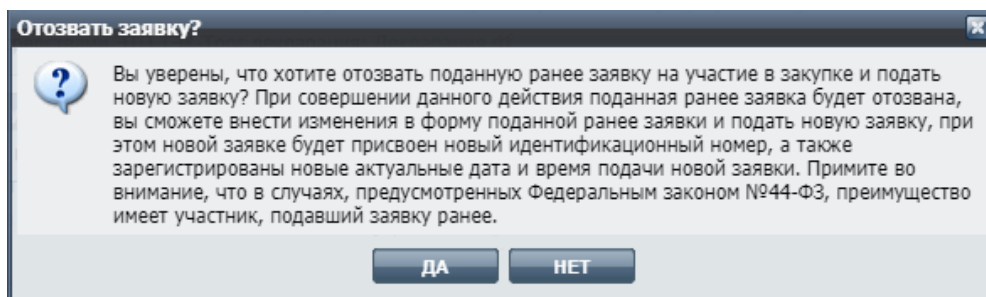 Отозвать заявку?
Вы уверены, что хотите отозвать поданную ранее заявку на участие в закупке и подать
новую заявку? При совершении данного действия поданная ранее заявка будет отозвана,
вы сможете внести изменения в форму поданной ранее заявки и подать новую заявку, при
этом новой заявке будет присвоен новый идентификационный номер, а также
зарегистрированы новые актуальные дата и время подачи новой заявки. Примите во
внимание, что в случаях, предусмотренных Федеральным законом №44-ФЗ, преимущество
имеет участник, подавший заявку ранее.
ДА НЕТ